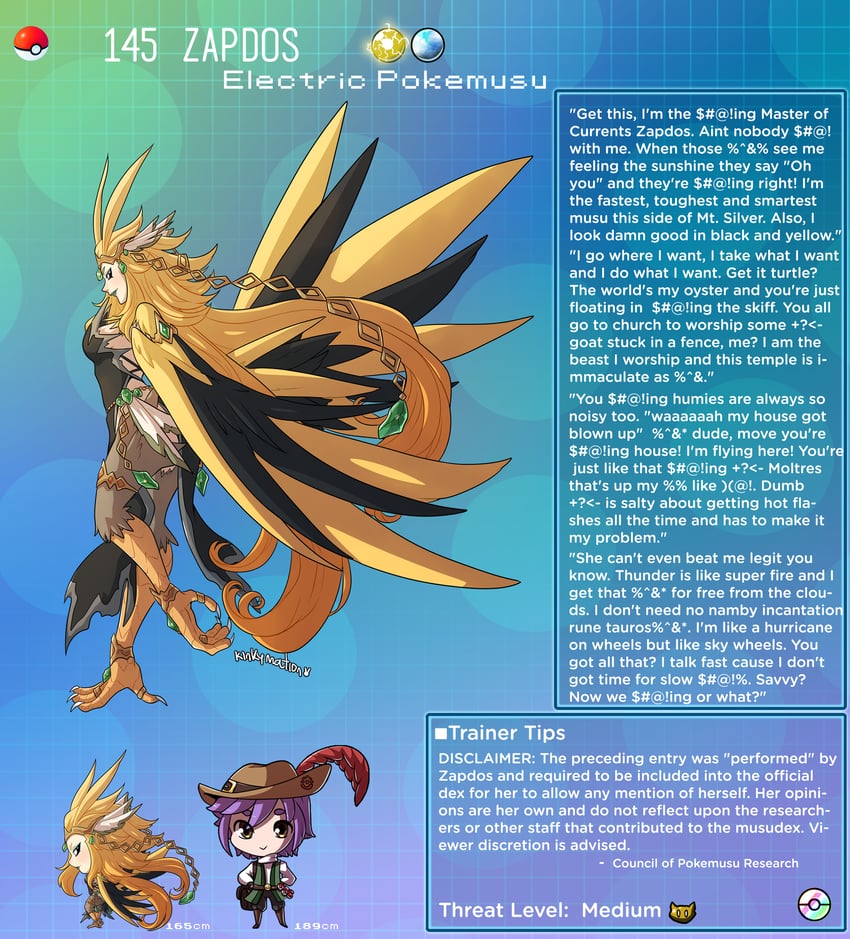 145 ZAPDOS
Electric Pokemusu
"Get this, I'm the $#@!ing Master of
Currents Zapdos. Aint nobody $#@!
with me. When those %^&% see me
feeling the sunshine they say "Oh
you" and they're $#@!ing right! I'm
the fastest, toughest and smartest
musu this side of Mt. Silver. Also, I
look damn good in black and yellow."
"I go where I want, I take what I want
and I do what I want. Get it turtle?
The world's my oyster and you're just
floating in $#@!ing the skiff. You all
go to church to worship some +?<-
goat stuck in a fence, me? I am the
beast I worship and this temple is i-
mmaculate as %^&."
"You $#@!ing humies are always so
noisy too. "waaaaaah my house got
blown up" %^&* dude, move you're
$#@!ing house! I'm flying here! You're
just like that $#@!ing +?<- Moltres
that's up my %% like )(@!. Dumb
+?<- is salty about getting hot fla-
shes all the time and has to make it
my problem."
"She can't even beat me legit you
know. Thunder is like super fire and I
get that %^&* for free from the clou-
ds. I don't need no namby incantation
rune tauros%^&*. I'm like a hurricane
on wheels but like sky wheels. You
got all that? I talk fast cause I don't
got time for slow $#@!%. Savvy?
Now we $#@!ing or what?"
kinkymation
■Trainer Tips
DISCLAIMER: The preceding entry was "performed" by
Zapdos and required to be included into the official
dex for her to allow any mention of herself. Her opini-
ons are her own and do not reflect upon the research-
ers or other staff that contributed to the musudex. Vi-
ewer discretion is advised.
- Council of Pokemusu Research
Threat Level: Medium
165cm
189cm